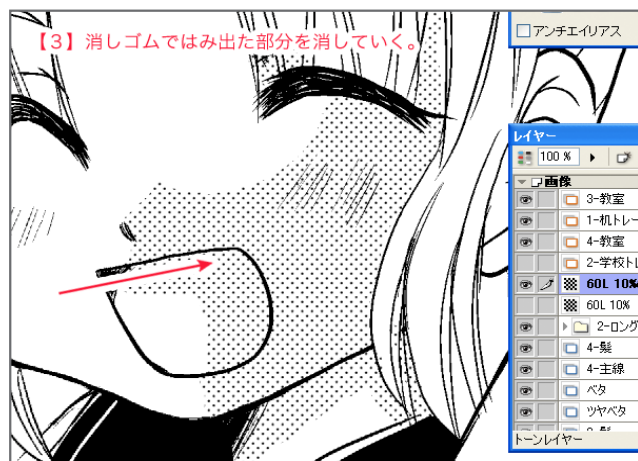 【3】消しゴムではみ出た部分を消していく。
アンチエイリアス
レイヤー
100 %
画像
3-教室
1-机トレー
4-教室
2-学校トレ
60L 10%
60L 10%
2-ロング
4-髪
4-主線
ベタ
ツヤベタ
トーンレイヤー